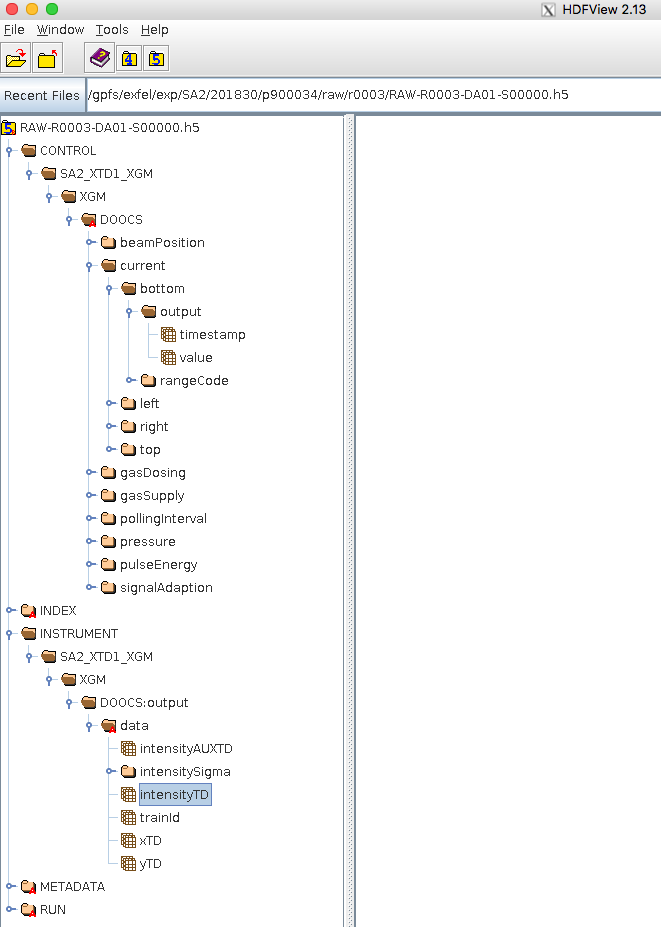 HDFView 2.13
File Window Tools Help
4 5
Recent Files /gpfs/exfel/exp/SA2/201830/p900034/raw/r0003/RAW-R0003-DA01-S00000.h5
5 RAW-R0003-DA01-S00000.h5
CONTROL
SA2_XTD1_XGM
XGM
DOOCS
beamPosition
current
bottom
output
timestamp
value
rangeCode
left
right
top
gasDosing
gasSupply
pollingInterval
pressure
pulseEnergy
signalAdaption
INDEX
INSTRUMENT
SA2_XTD1_XGM
XGM
DOOCS:output
data
intensityAUXTD
intensitySigma
intensityTD
trainId
xTD
yTD
METADATA
RUN